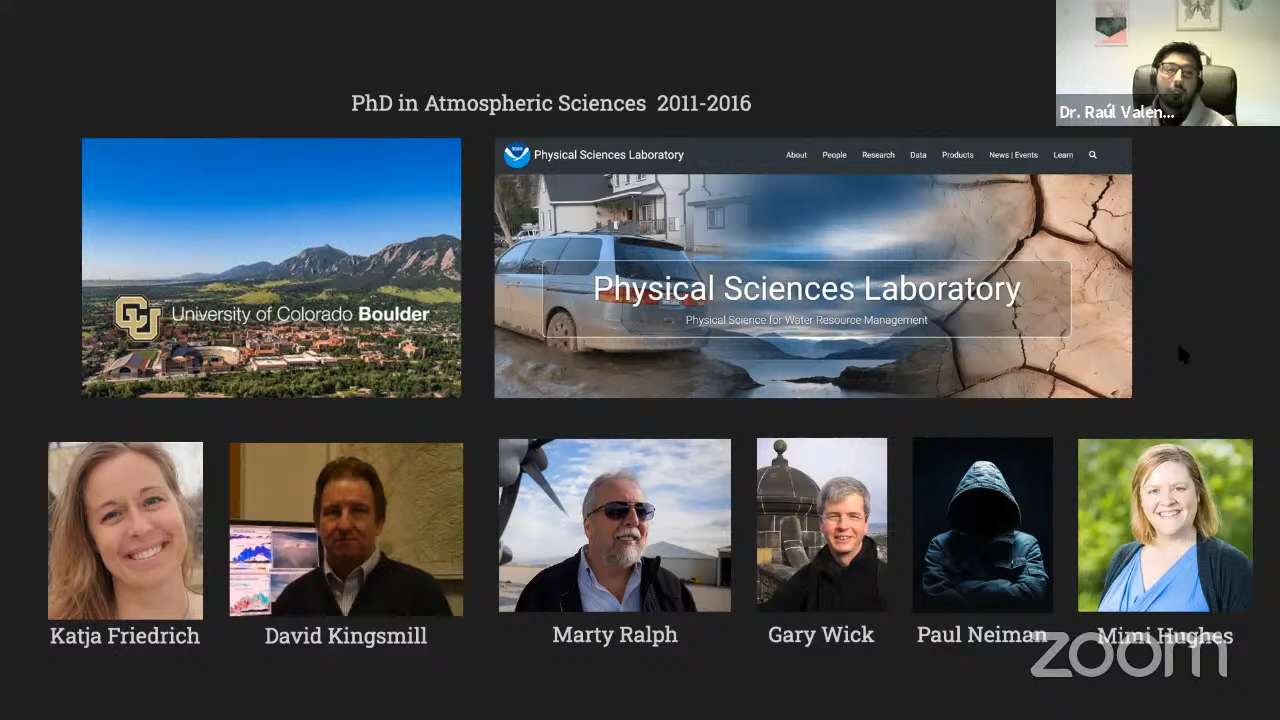 PhD in Atmospheric Sciences 2011-2016
Dr. Raúl Valen...
CU University of Colorado Boulder
NOAA Physical Sciences Laboratory
About People Research Data Products News | Events Learn
Physical Sciences Laboratory
Physical Science for Water Resource Management
Katja Friedrich
David Kingsmill
Marty Ralph
Gary Wick
Paul Neiman
Mimi Hughes
zoom